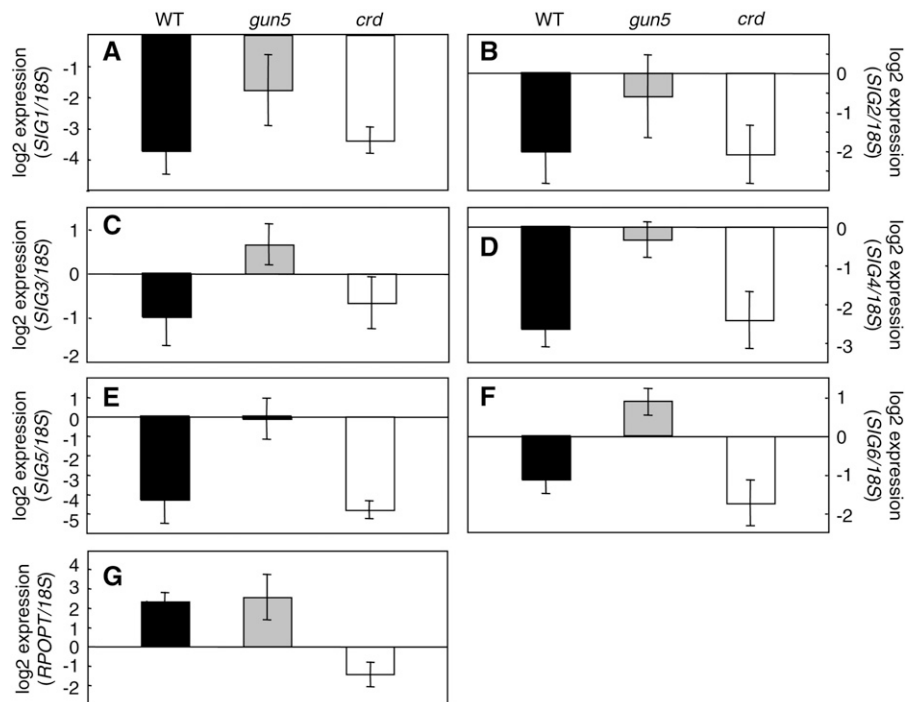 WT gun5 crd WT gun5 crd
A
-1
-2
-3
-4
log2 expression
(SIG1/18S)
B
0
-1
-2
log2 expression
(SIG2/18S)
C
1
0
-1
-2
log2 expression
(SIG3/18S)
D
0
-1
-2
-3
log2 expression
(SIG4/18S)
E
1
0
-1
-2
-3
-4
-5
log2 expression
(SIG5/18S)
F
1
0
-1
-2
log2 expression
(SIG6/18S)
G
4
3
2
1
0
-1
-2
log2 expression
(RPOPT/18S)